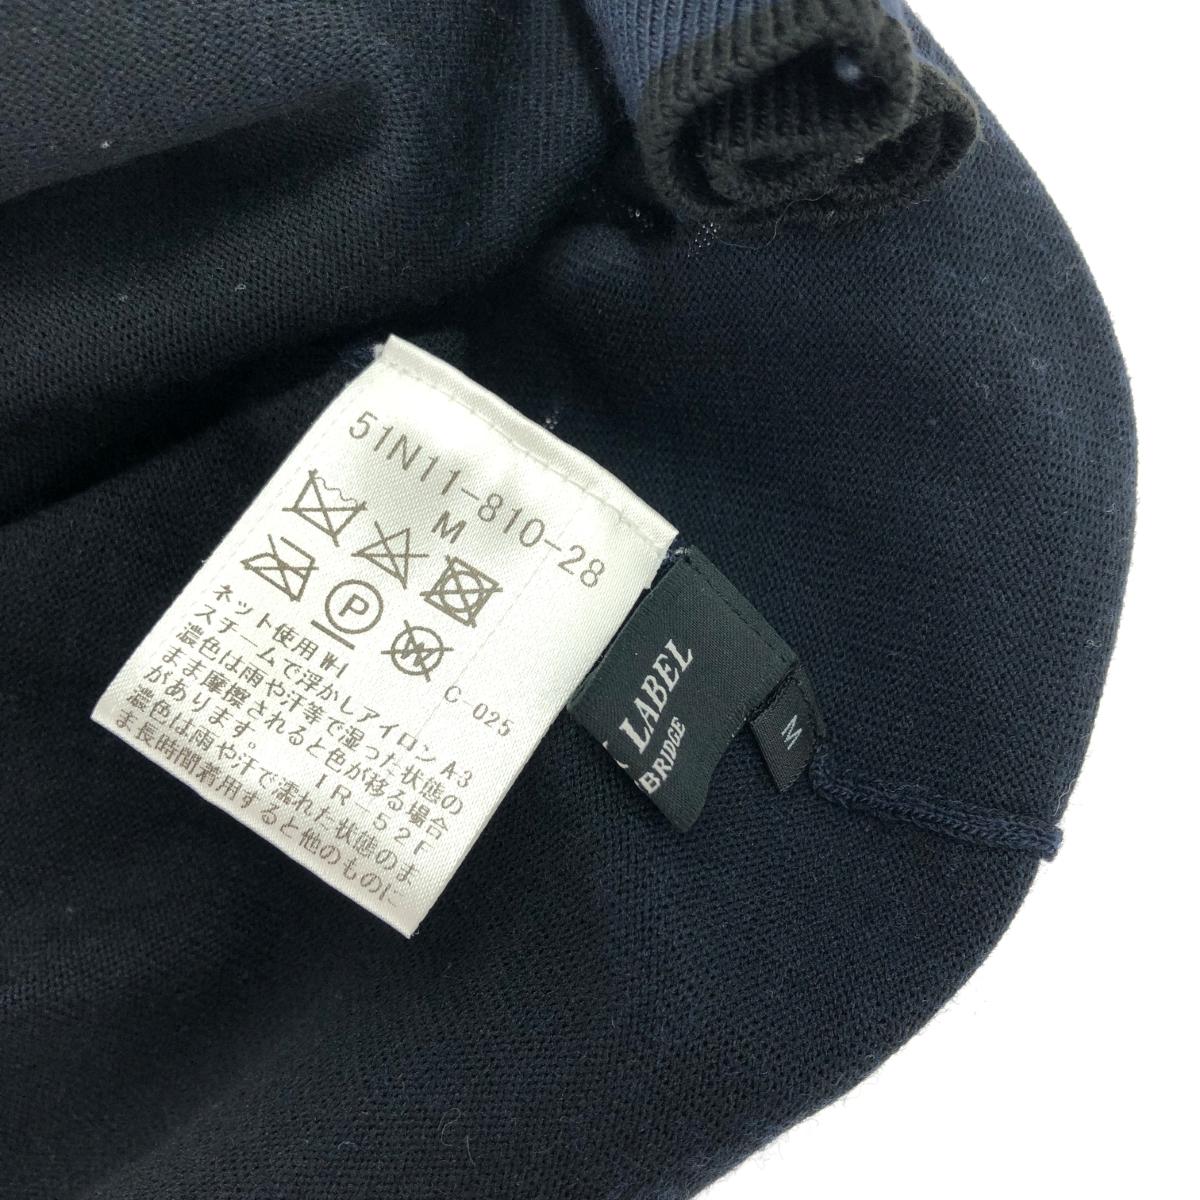 51N11-810-28
M
P
W
C-025
ネット使用 W-I
スチームで浮かしアイロン A-3
濃色は雨や汗等で湿った状態の
まま摩擦されると色が移る場合
があります。 IR-52F
濃色は雨や汗で濡れた状態のま
ま長時間着用すると他のものに
LABEL
BRIDGE
M